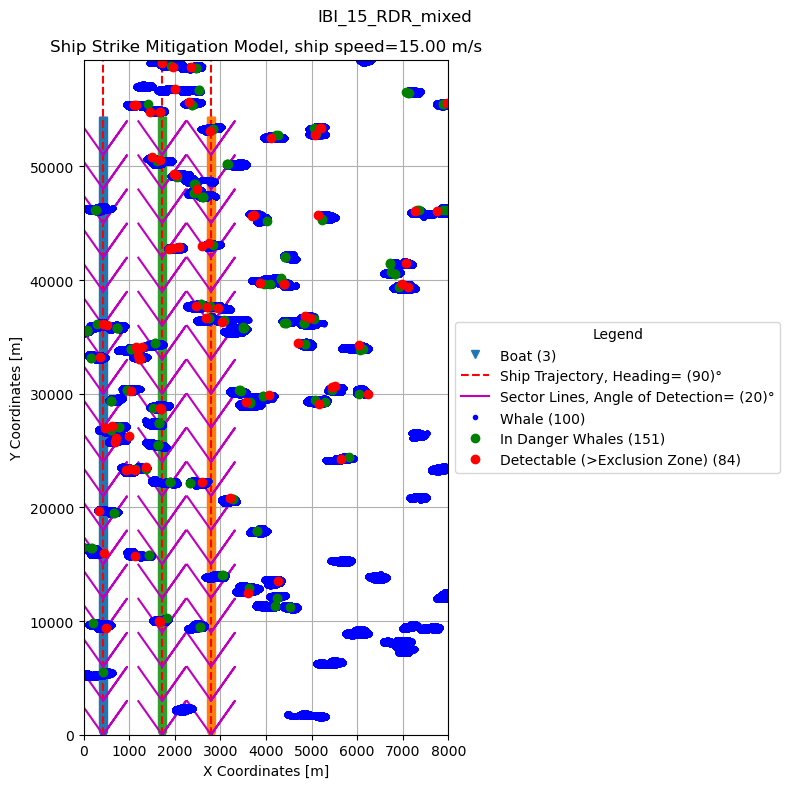 IBI_15_RDR_mixed
Ship Strike Mitigation Model, ship speed=15.00 m/s
50000
40000
30000
20000
10000
0
Y Coordinates [m]
0 1000 2000 3000 4000 5000 6000 7000 8000
X Coordinates [m]
Legend
Boat (3)
Ship Trajectory, Heading= (90)°
Sector Lines, Angle of Detection= (20)°
Whale (100)
In Danger Whales (151)
Detectable (>Exclusion Zone) (84)